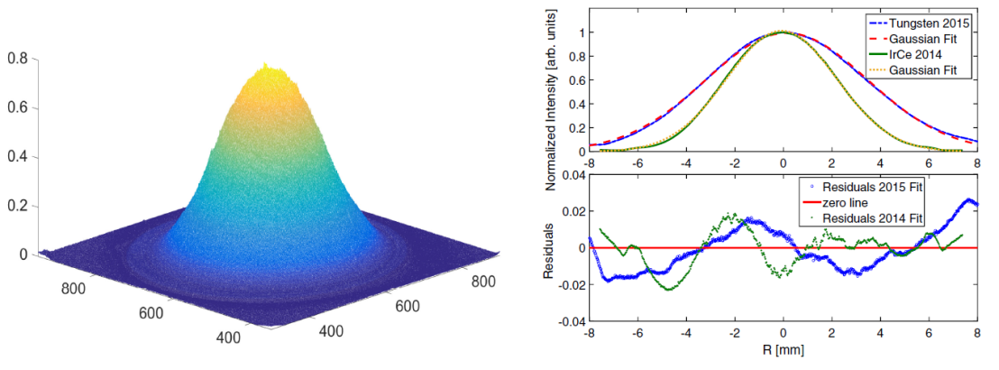 0.8
0.6
0.4
0.2
0
800
600
400
400
600
800
Normalized Intensity [arb. units]
1
0.8
0.6
0.4
0.2
0
Tungsten 2015
Gaussian Fit
IrCe 2014
Gaussian Fit
-8 -6 -4 -2 0 2 4 6 8
Residuals
0.04
0.02
0
-0.02
-0.04
Residuals 2015 Fit
zero line
Residuals 2014 Fit
-8 -6 -4 -2 0 2 4 6 8
R [mm]